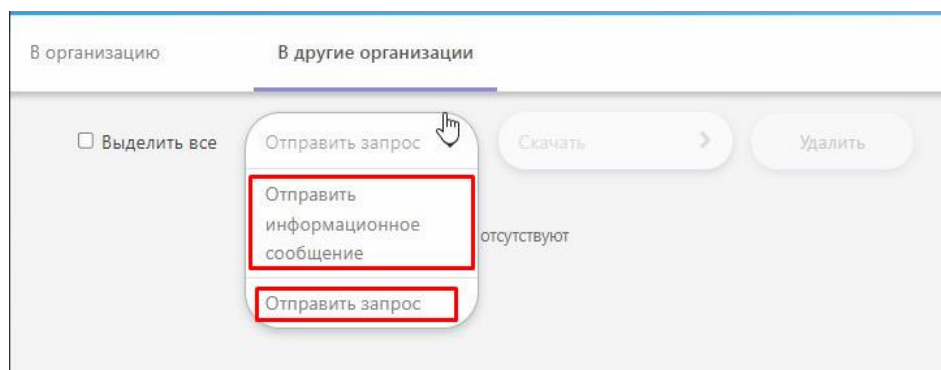 В организацию
В другие организации
Выделить все
Отправить запрос
Скачать
Удалить
Отправить
информационное
сообщение
отсутствуют
Отправить запрос